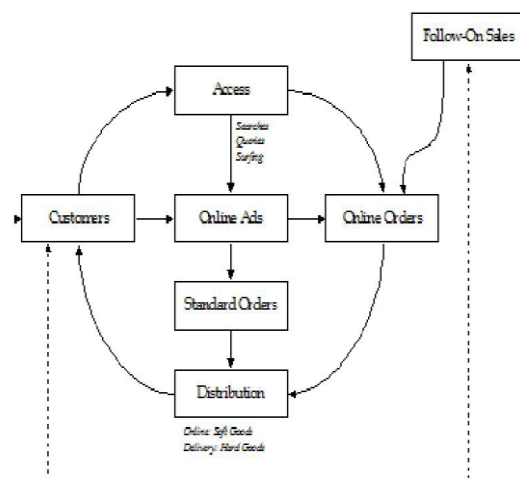 Follow-On Sales
Access
Searches
Queries
Surfing
Customers
Online Ads
Online Orders
Standard Orders
Distribution
Online: Soft Goods
Delivery: Hard Goods